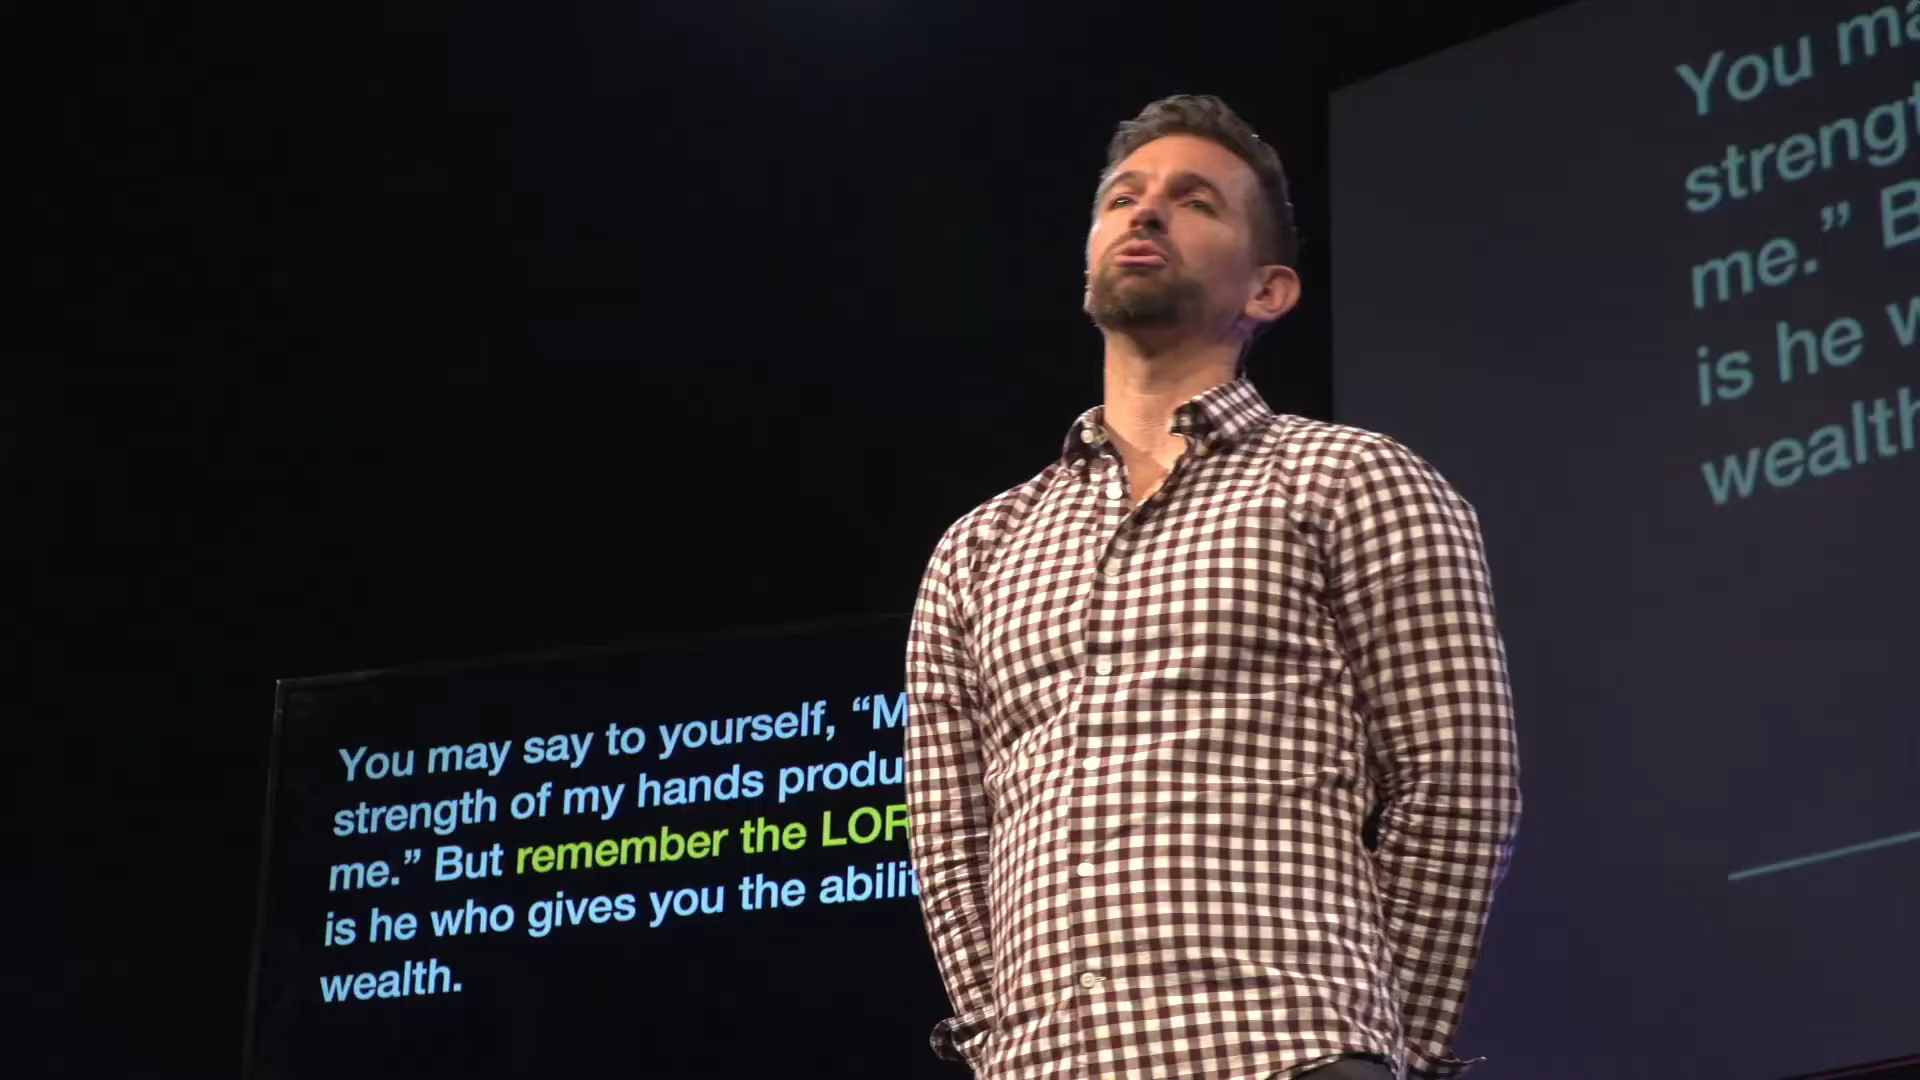 You may say to yourself, “M
strength of my hands produ
me.” But remember the LOR
is he who gives you the abilit
wealth.
You ma
strengt
me.” B
is he w
wealth